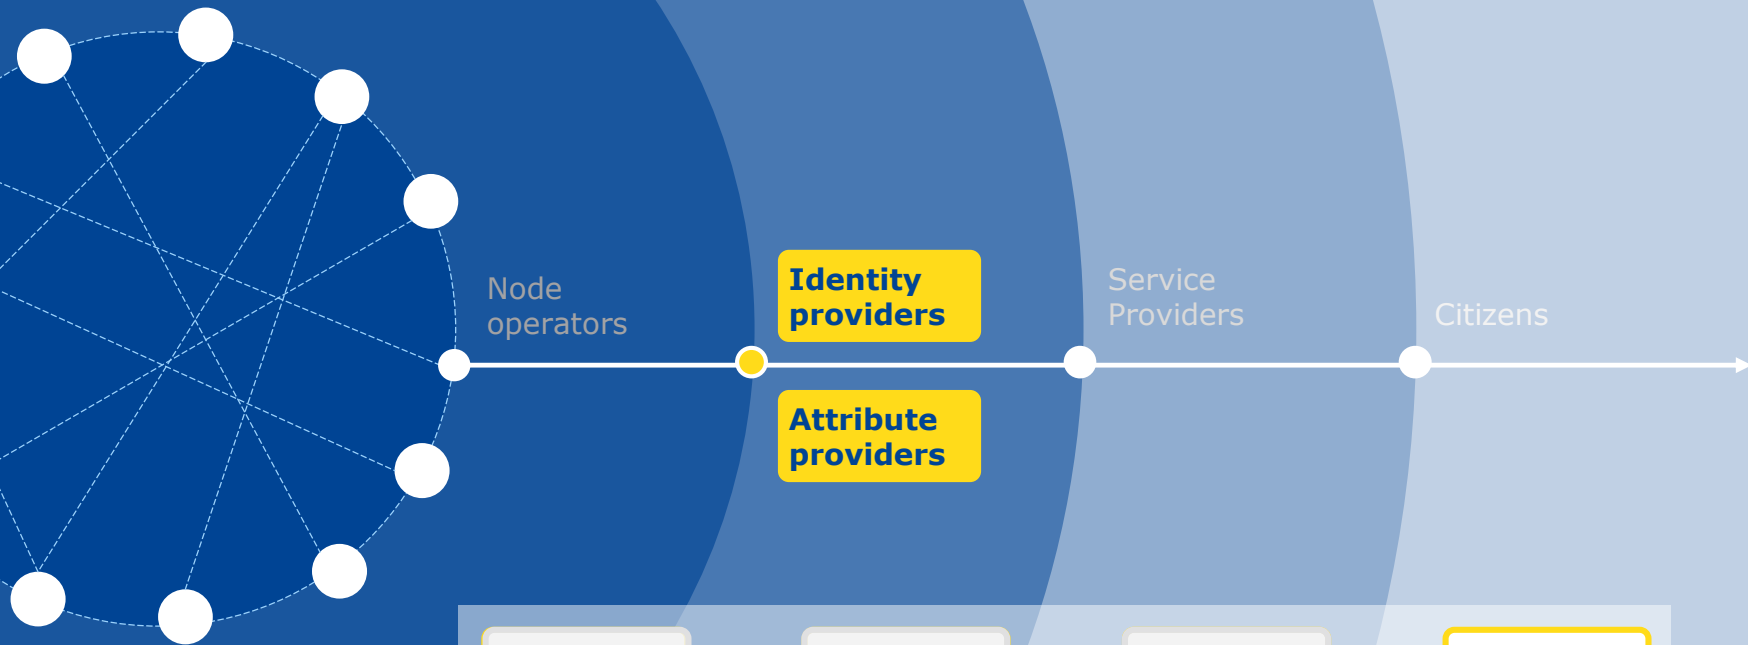 Node
operators
Identity
providers
Attribute
providers
Service
Providers
Citizens